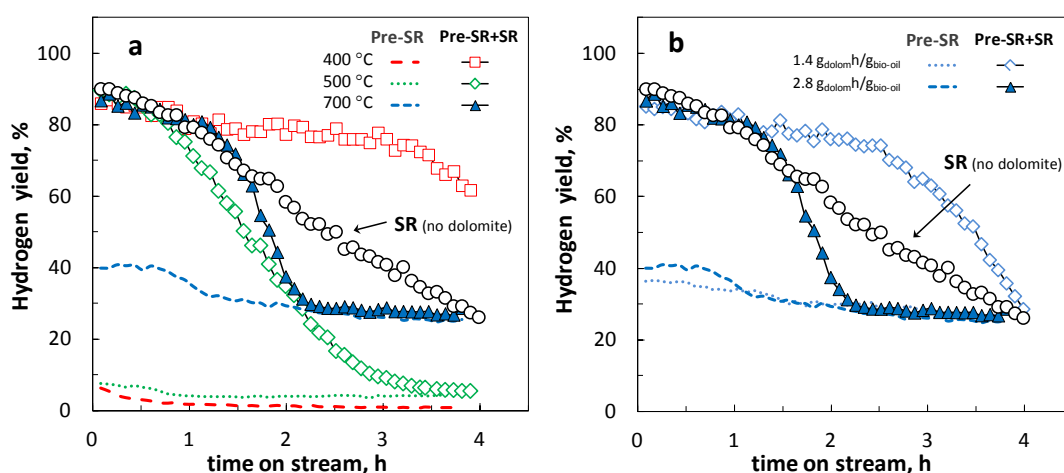 a
Pre-SR Pre-SR+SR
400 °C
500 °C
700 °C
SR (no dolomite)
Hydrogen yield, %
100
80
60
40
20
0
0 1 2 3 4
time on stream, h
b
Pre-SR Pre-SR+SR
1.4 gdolomh/gbio-oil
2.8 gdolomh/gbio-oil
SR (no dolomite)
Hydrogen yield, %
100
80
60
40
20
0
0 1 2 3 4
time on stream, h